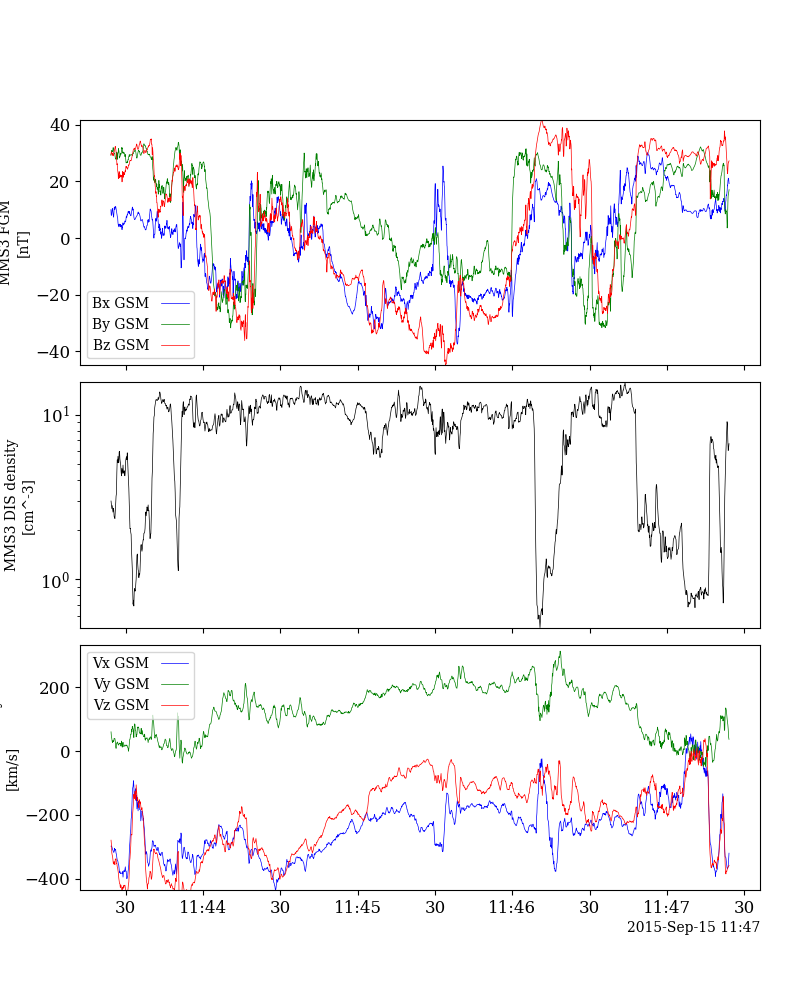 MMS3 FGM
[nT]
40
20
0
−20
−40
Bx GSM
By GSM
Bz GSM
MMS3 DIS density
[cm^-3]
10^1
10^0
[km/s]
200
0
−200
−400
Vx GSM
Vy GSM
Vz GSM
30 11:44 30 11:45 30 11:46 30 11:47 30
2015-Sep-15 11:47